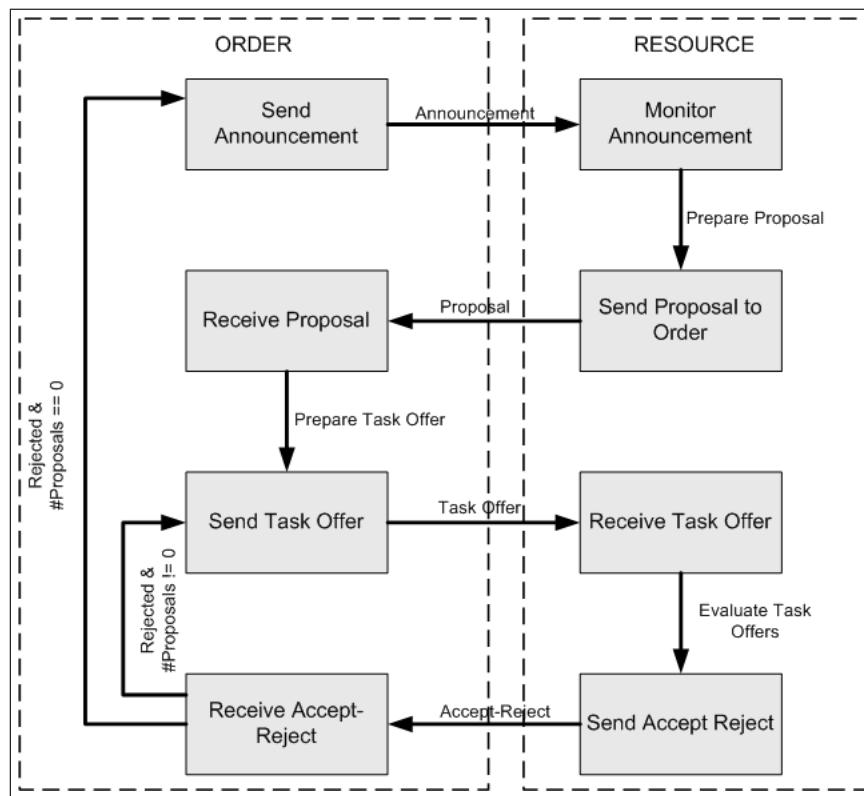 ORDER
RESOURCE
Send
Announcement
Announcement
Monitor
Announcement
Prepare Proposal
Receive Proposal
Proposal
Send Proposal to
Order
Rejected &
#Proposals == 0
Prepare Task Offer
Send Task Offer
Task Offer
Receive Task Offer
Rejected &
#Proposals != 0
Evaluate Task
Offers
Receive Accept-
Reject
Accept-Reject
Send Accept Reject